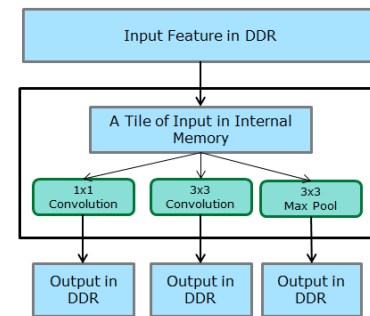 Input Feature in DDR
A Tile of Input in Internal
Memory
1x1
Convolution
3x3
Convolution
3x3
Max Pool
Output in
DDR
Output in
DDR
Output in
DDR